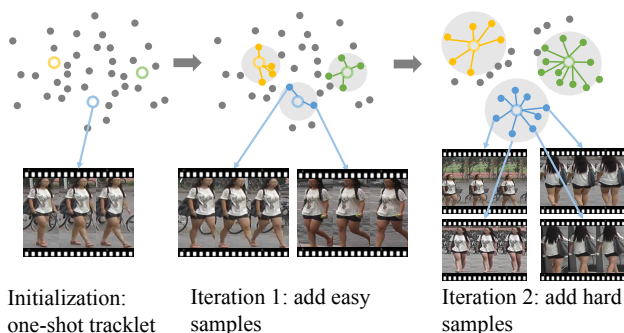 Initialization:
one-shot tracklet
Iteration 1: add easy
samples
Iteration 2: add hard
samples